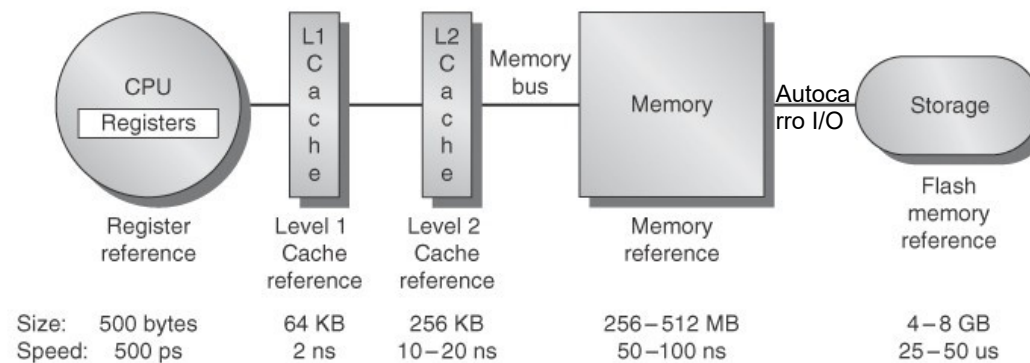 CPU
Registers
L1
C
a
c
h
e
L2
C
a
c
h
e
Memory
bus
Memory
Autoca
rro I/O
Storage
Register
reference
Level 1
Cache
reference
Level 2
Cache
reference
Memory
reference
Flash
memory
reference
Size: 500 bytes 64 KB 256 KB 256–512 MB 4–8 GB
Speed: 500 ps 2 ns 10–20 ns 50–100 ns 25–50 us